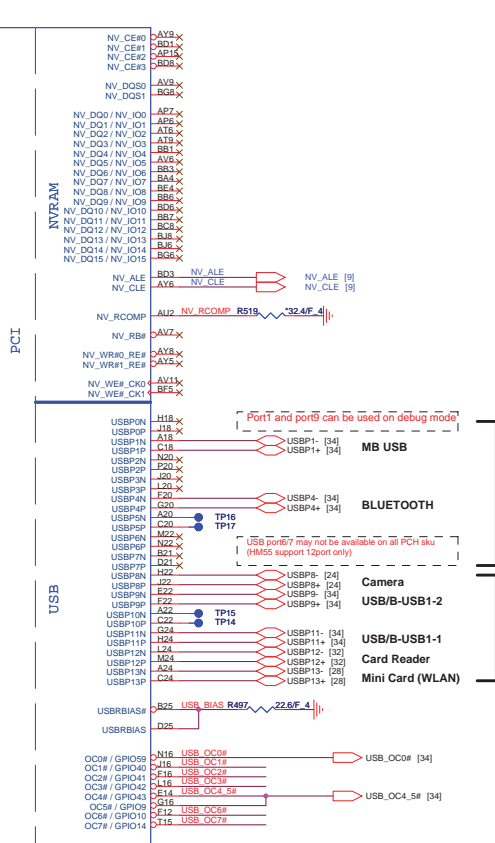 NV_CE#0 AY9
NV_CE#1 BD1
NV_CE#2 AP15
NV_CE#3 BD8
NV_DQS0 AV9
NV_DQS1 BG8
NV_DQ0 / NV_IO0 AP7
NV_DQ1 / NV_IO1 AP6
NV_DQ2 / NV_IO2 AT6
NV_DQ3 / NV_IO3 AT9
NV_DQ4 / NV_IO4 BB1
NV_DQ5 / NV_IO5 AV6
NV_DQ6 / NV_IO6 BB3
NV_DQ7 / NV_IO7 BA4
NV_DQ8 / NV_IO8 BE4
NV_DQ9 / NV_IO9 BB6
NV_DQ10 / NV_IO10 BD6
NV_DQ11 / NV_IO11 BB7
NV_DQ12 / NV_IO12 BC8
NV_DQ13 / NV_IO13 BJ8
NV_DQ14 / NV_IO14 BJ6
NV_DQ15 / NV_IO15 BG6
NVRAM
NV_ALE BD3 NV_ALE NV_ALE [9]
NV_CLE AY6 NV_CLE NV_CLE [9]
NV_RCOMP AU2 NV_RCOMP R519 *32.4/F_4
PCI
NV_RB# AV7
NV_WR#0_RE# AY8
NV_WR#1_RE# AY5
NV_WE#_CK0 AV11
NV_WE#_CK1 BF5
Port1 and port9 can be used on debug mode
USBP0N H18
USBP0P J18
USBP1N A18 USBP1- [34]
USBP1P C18 USBP1+ [34] MB USB
USBP2N N20
USBP2P P20
USBP3N J20
USBP3P L20
USBP4N F20 USBP4- [34]
USBP4P G20 USBP4+ [34] BLUETOOTH
USBP5N A20 TP16
USBP5P C20 TP17
USBP6N M22
USBP6P N22
USBP7N B21
USBP7P D21
USB port6/7 may not be available on all PCH sku
(HM55 support 12port only)
USBP8N H22 USBP8- [24]
USBP8P J22 USBP8+ [24] Camera
USBP9N E22 USBP9- [34]
USBP9P F22 USBP9+ [34] USB/B-USB1-2
USB
USBP10N A22 TP15
USBP10P C22 TP14
USBP11N G24 USBP11- [34]
USBP11P H24 USBP11+ [34] USB/B-USB1-1
USBP12N L24 USBP12- [32]
USBP12P M24 USBP12+ [32] Card Reader
USBP13N A24 USBP13- [28]
USBP13P C24 USBP13+ [28] Mini Card (WLAN)
USBRBIAS# B25 USB_BIAS R497 22.6/F_4
USBRBIAS D25
OC0# / GPIO59 N16 USB_OC0# USB_OC0# [34]
OC1# / GPIO40 J16 USB_OC1#
OC2# / GPIO41 F16 USB_OC2#
OC3# / GPIO42 L16 USB_OC3#
OC4# / GPIO43 E14 USB_OC4_5# USB_OC4_5# [34]
OC5# / GPIO9 G16
OC6# / GPIO10 F12 USB_OC6#
OC7# / GPIO14 T15 USB_OC7#